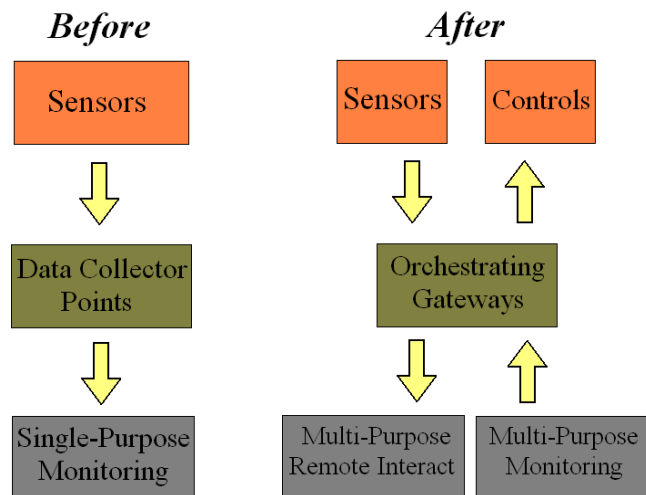 Before
Sensors
Data Collector
Points
Single-Purpose
Monitoring
After
Sensors
Controls
Orchestrating
Gateways
Multi-Purpose
Remote Interact
Multi-Purpose
Monitoring